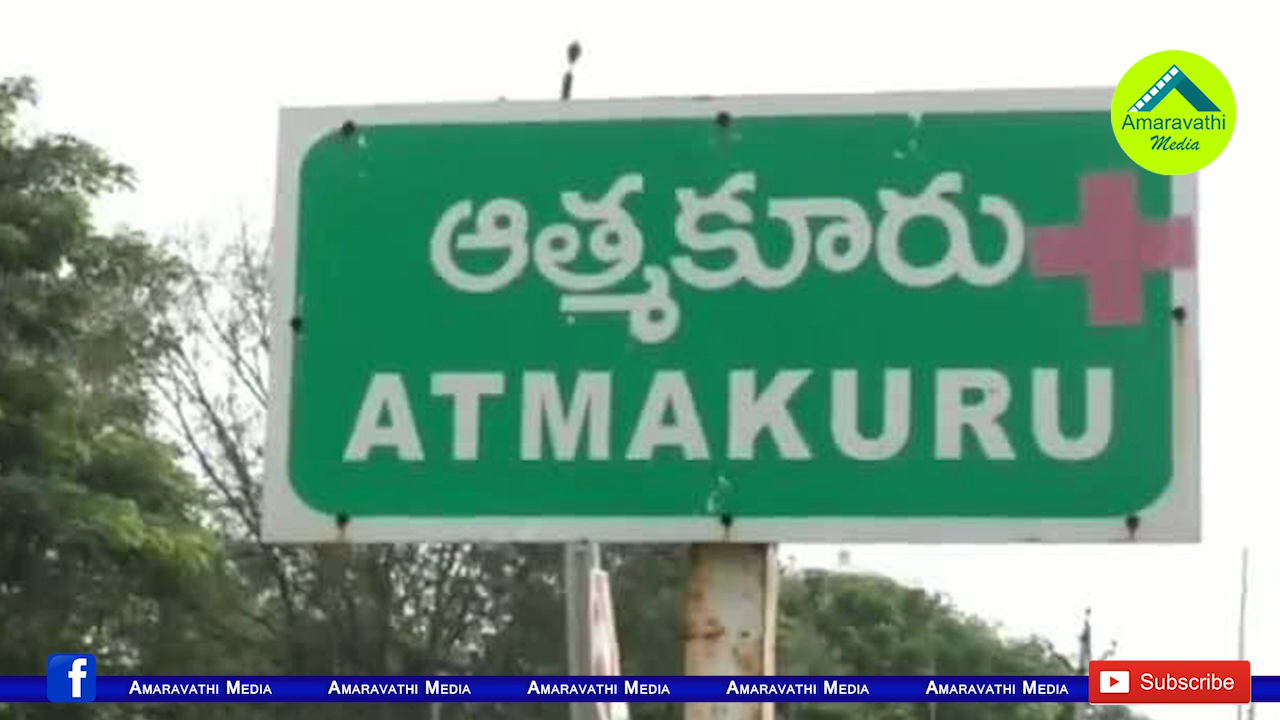 Amaravathi
Media
ఆత్మకూరు
ATMAKURU
f Amaravathi Media Amaravathi Media Amaravathi Media Amaravathi Media Amaravathi Media Subscribe